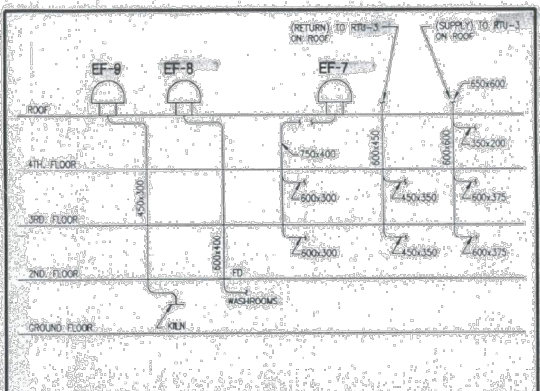 (RETURN) TO RTU-3
ON ROOF
(SUPPLY) TO RTU-3
ON ROOF
EF-9
EF-8
EF-7
650x600
ROOF
350x200
750x400
600x450
600x600
4TH. FLOOR
450x300
600x300
450x350
600x375
3RD. FLOOR
600x400
600x300
450x350
600x375
2ND. FLOOR
FD
WASHROOMS
KILN
GROUND FLOOR